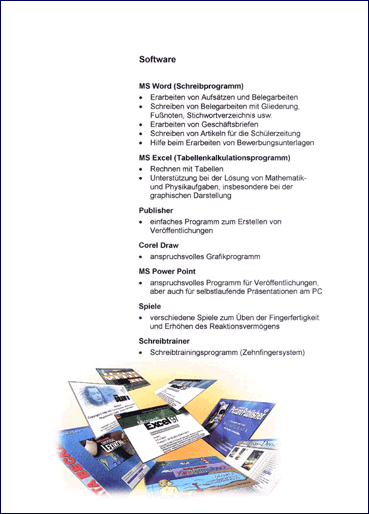 Software
MS Word (Schreibprogramm)
• Erarbeiten von Aufsätzen und Belegarbeiten
• Schreiben von Belegarbeiten mit Gliederung,
Fußnoten, Stichwortverzeichnis usw.
• Erarbeiten von Geschäftsbriefen
• Schreiben von Artikeln für die Schülerzeitung
• Hilfe beim Erarbeiten von Bewerbungsunterlagen
MS Excel (Tabellenkalkulationsprogramm)
• Rechnen mit Tabellen
• Unterstützung bei der Lösung von Mathematik-
und Physikaufgaben, insbesondere bei der
graphischen Darstellung
Publisher
• einfaches Programm zum Erstellen von
Veröffentlichungen
Corel Draw
• anspruchsvolles Grafikprogramm
MS Power Point
• anspruchsvolles Programm für Veröffentlichungen,
aber auch für selbstlaufende Präsentationen am PC
Spiele
• verschiedene Spiele zum Üben der Fingerfertigkeit
und Erhöhen des Reaktionsvermögens
Schreibtrainer
• Schreibtrainingsprogramm (Zehnfingersystem)
Excel